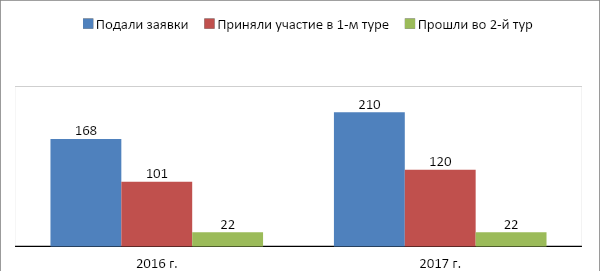 Подали заявки Приняли участие в 1-м туре Прошли во 2-й тур
210
168
120
101
22 22
2016 г. 2017 г.